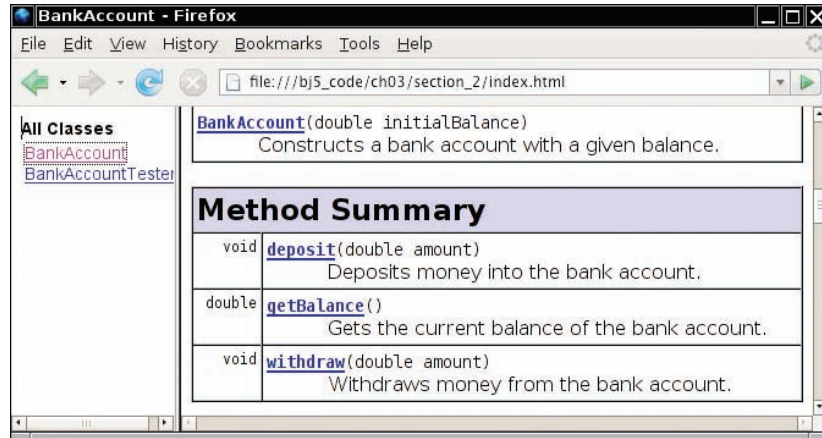 BankAccount - Firefox
File Edit View History Bookmarks Tools Help
file:///bj5_code/ch03/section_2/index.html
All Classes
BankAccount
BankAccountTester
BankAccount(double initialBalance)
Constructs a bank account with a given balance.
Method Summary
void deposit(double amount)
Deposits money into the bank account.
double getBalance()
Gets the current balance of the bank account.
void withdraw(double amount)
Withdraws money from the bank account.